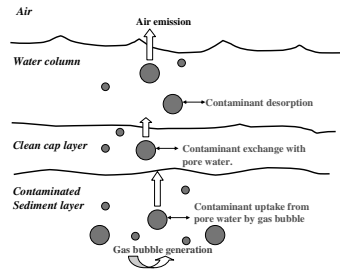 Air
Air emission
Water column
Contaminant desorption
Clean cap layer
Contaminant exchange with
pore water.
Contaminated
Sediment layer
Contaminant uptake from
pore water by gas bubble
Gas bubble generation